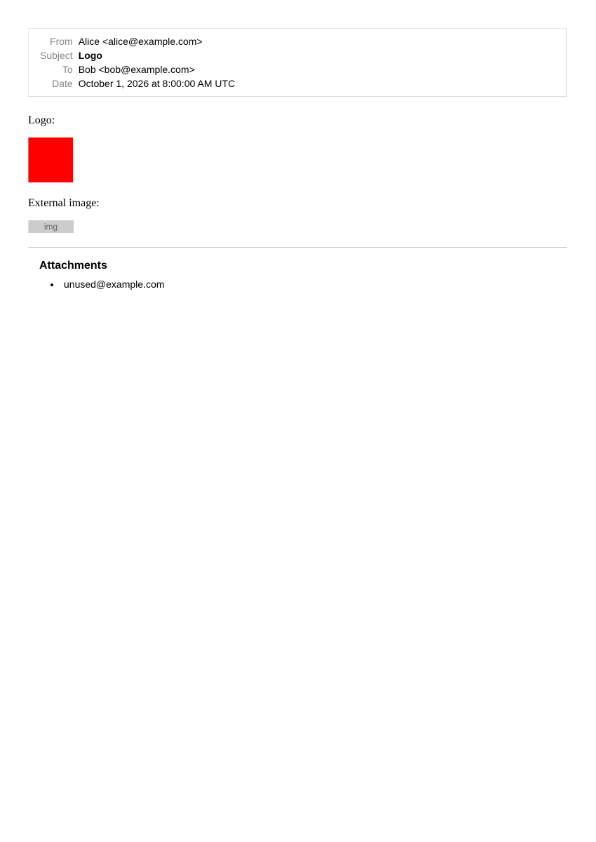 From Alice <alice@example.com>
Subject Logo
To Bob <bob@example.com>
Date October 1, 2026 at 8:00:00 AM UTC
Logo:
External image:
img
Attachments
• unused@example.com